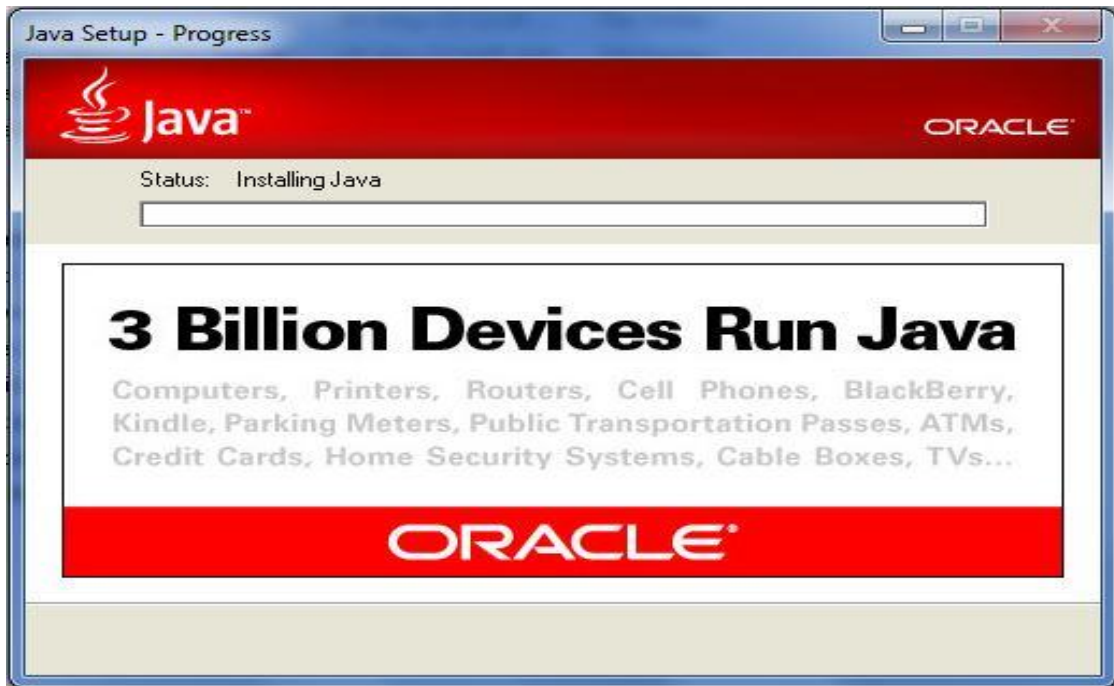 Java Setup - Progress
Java™
ORACLE®
Status: Installing Java
3 Billion Devices Run Java
Computers, Printers, Routers, Cell Phones, BlackBerry,
Kindle, Parking Meters, Public Transportation Passes, ATMs,
Credit Cards, Home Security Systems, Cable Boxes, TVs...
ORACLE®